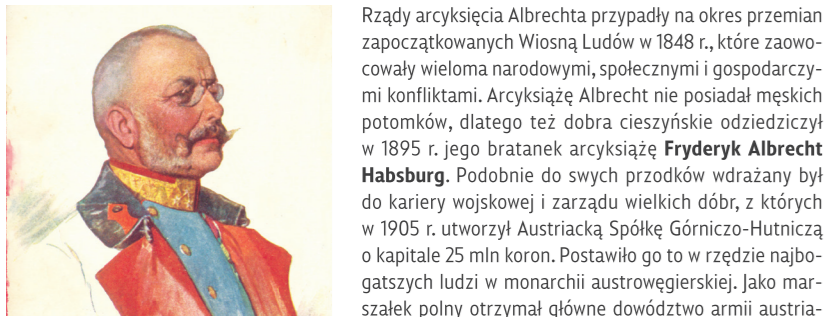 Rządy arcyksięcia Albrechta przypadły na okres przemian
zapoczątkowanych Wiosną Ludów w 1848 r., które zaowo-
cowały wieloma narodowymi, społecznymi i gospodarczy-
mi konfliktami. Arcyksiążę Albrecht nie posiadał męskich
potomków, dlatego też dobra cieszyńskie odziedziczył
w 1895 r. jego bratanek arcyksiążę Fryderyk Albrecht
Habsburg. Podobnie do swych przodków wdrażany był
do kariery wojskowej i zarządu wielkich dóbr, z których
w 1905 r. utworzył Austriacką Spółkę Górniczo-Hutniczą
o kapitale 25 mln koron. Postawiło go to w rzędzie najbo-
gatszych ludzi w monarchii austrowęgierskiej. Jako mar-
szałek polny otrzymał główne dowództwo armii austria-